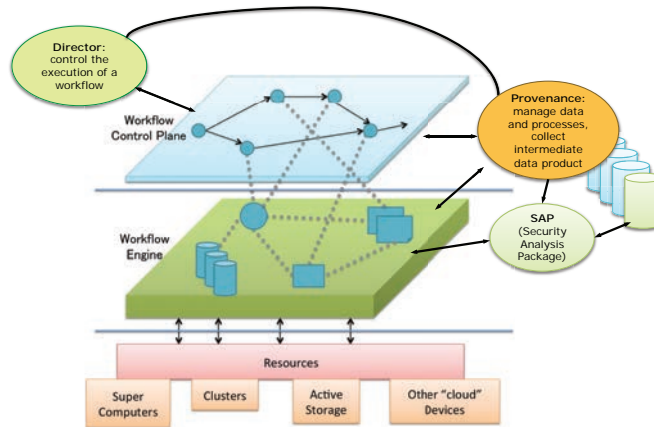 Director:
control the
execution of a
workflow
Provenance:
manage data
and processes,
collect
intermediate
data product
Workflow
Control Plane
SAP
(Security
Analysis
Package)
Workflow
Engine
Resources
Super
Computers
Clusters
Active
Storage
Other "cloud"
Devices